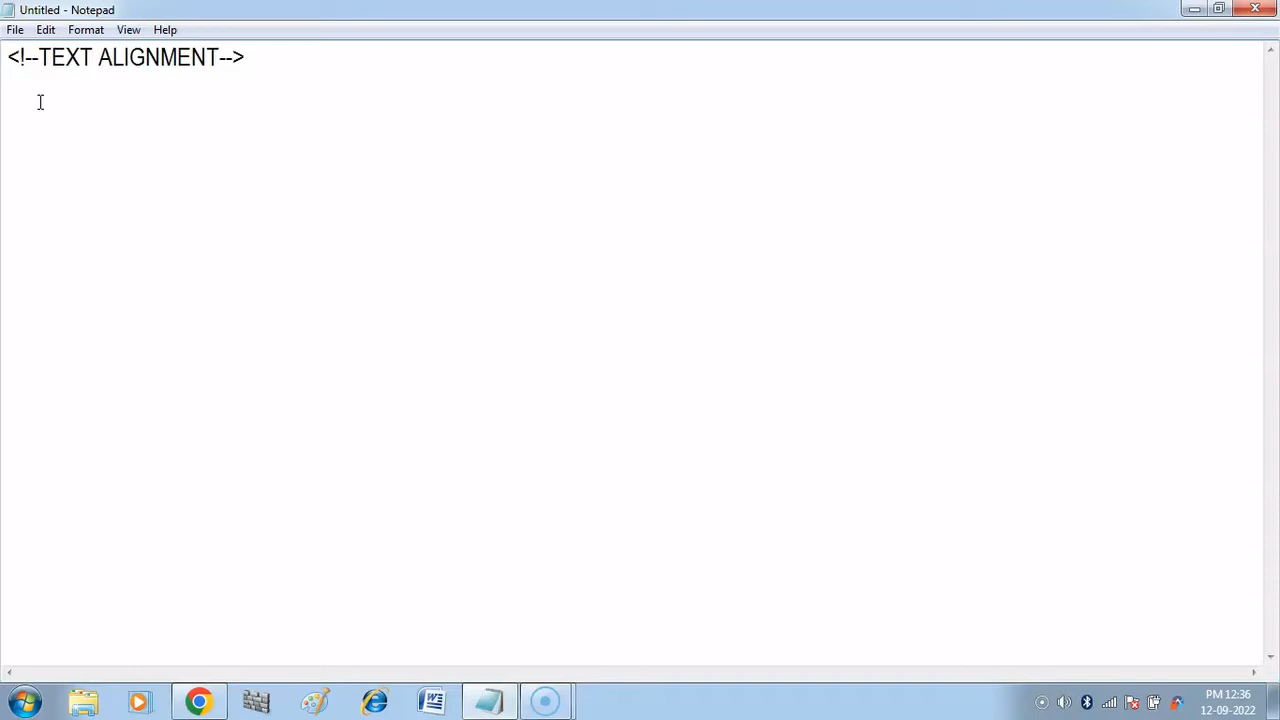 Untitled - Notepad
File Edit Format View Help
<!--TEXT ALIGNMENT-->
PM 12:36
12-09-2022